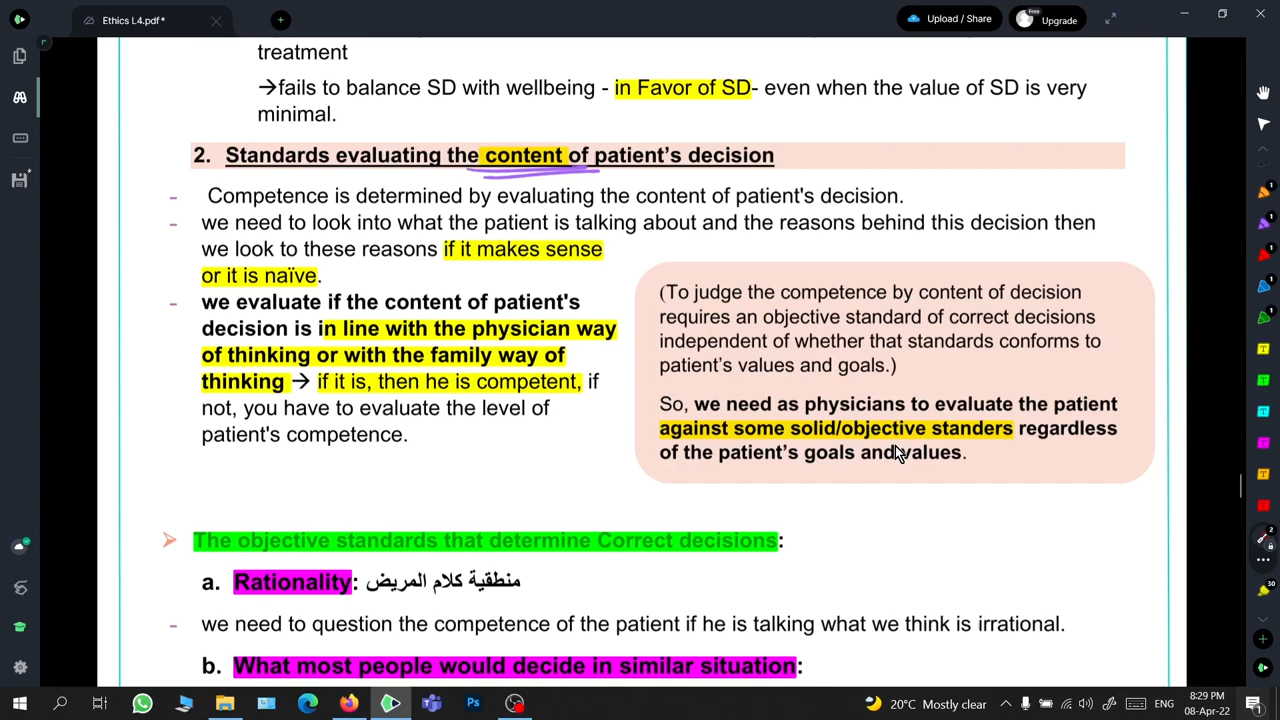 Ethics L4.pdf*
Upload / Share
Free
Upgrade
treatment
→fails to balance SD with wellbeing - in Favor of SD- even when the value of SD is very
minimal.
2. Standards evaluating the content of patient's decision
- Competence is determined by evaluating the content of patient's decision.
- we need to look into what the patient is talking about and the reasons behind this decision then
we look to these reasons if it makes sense
or it is naïve.
- we evaluate if the content of patient's
decision is in line with the physician way
of thinking or with the family way of
thinking → if it is, then he is competent, if
not, you have to evaluate the level of
patient's competence.
(To judge the competence by content of decision
requires an objective standard of correct decisions
independent of whether that standards conforms to
patient's values and goals.)
So, we need as physicians to evaluate the patient
against some solid/objective standers regardless
of the patient's goals and values.
➢ The objective standards that determine Correct decisions:
a. Rationality: منطقية كلام المريض
- we need to question the competence of the patient if he is talking what we think is irrational.
b. What most people would decide in similar situation:
1
1
1
1
1
2
30
20°C Mostly clear
ENG
8:29 PM
08-Apr-22
1